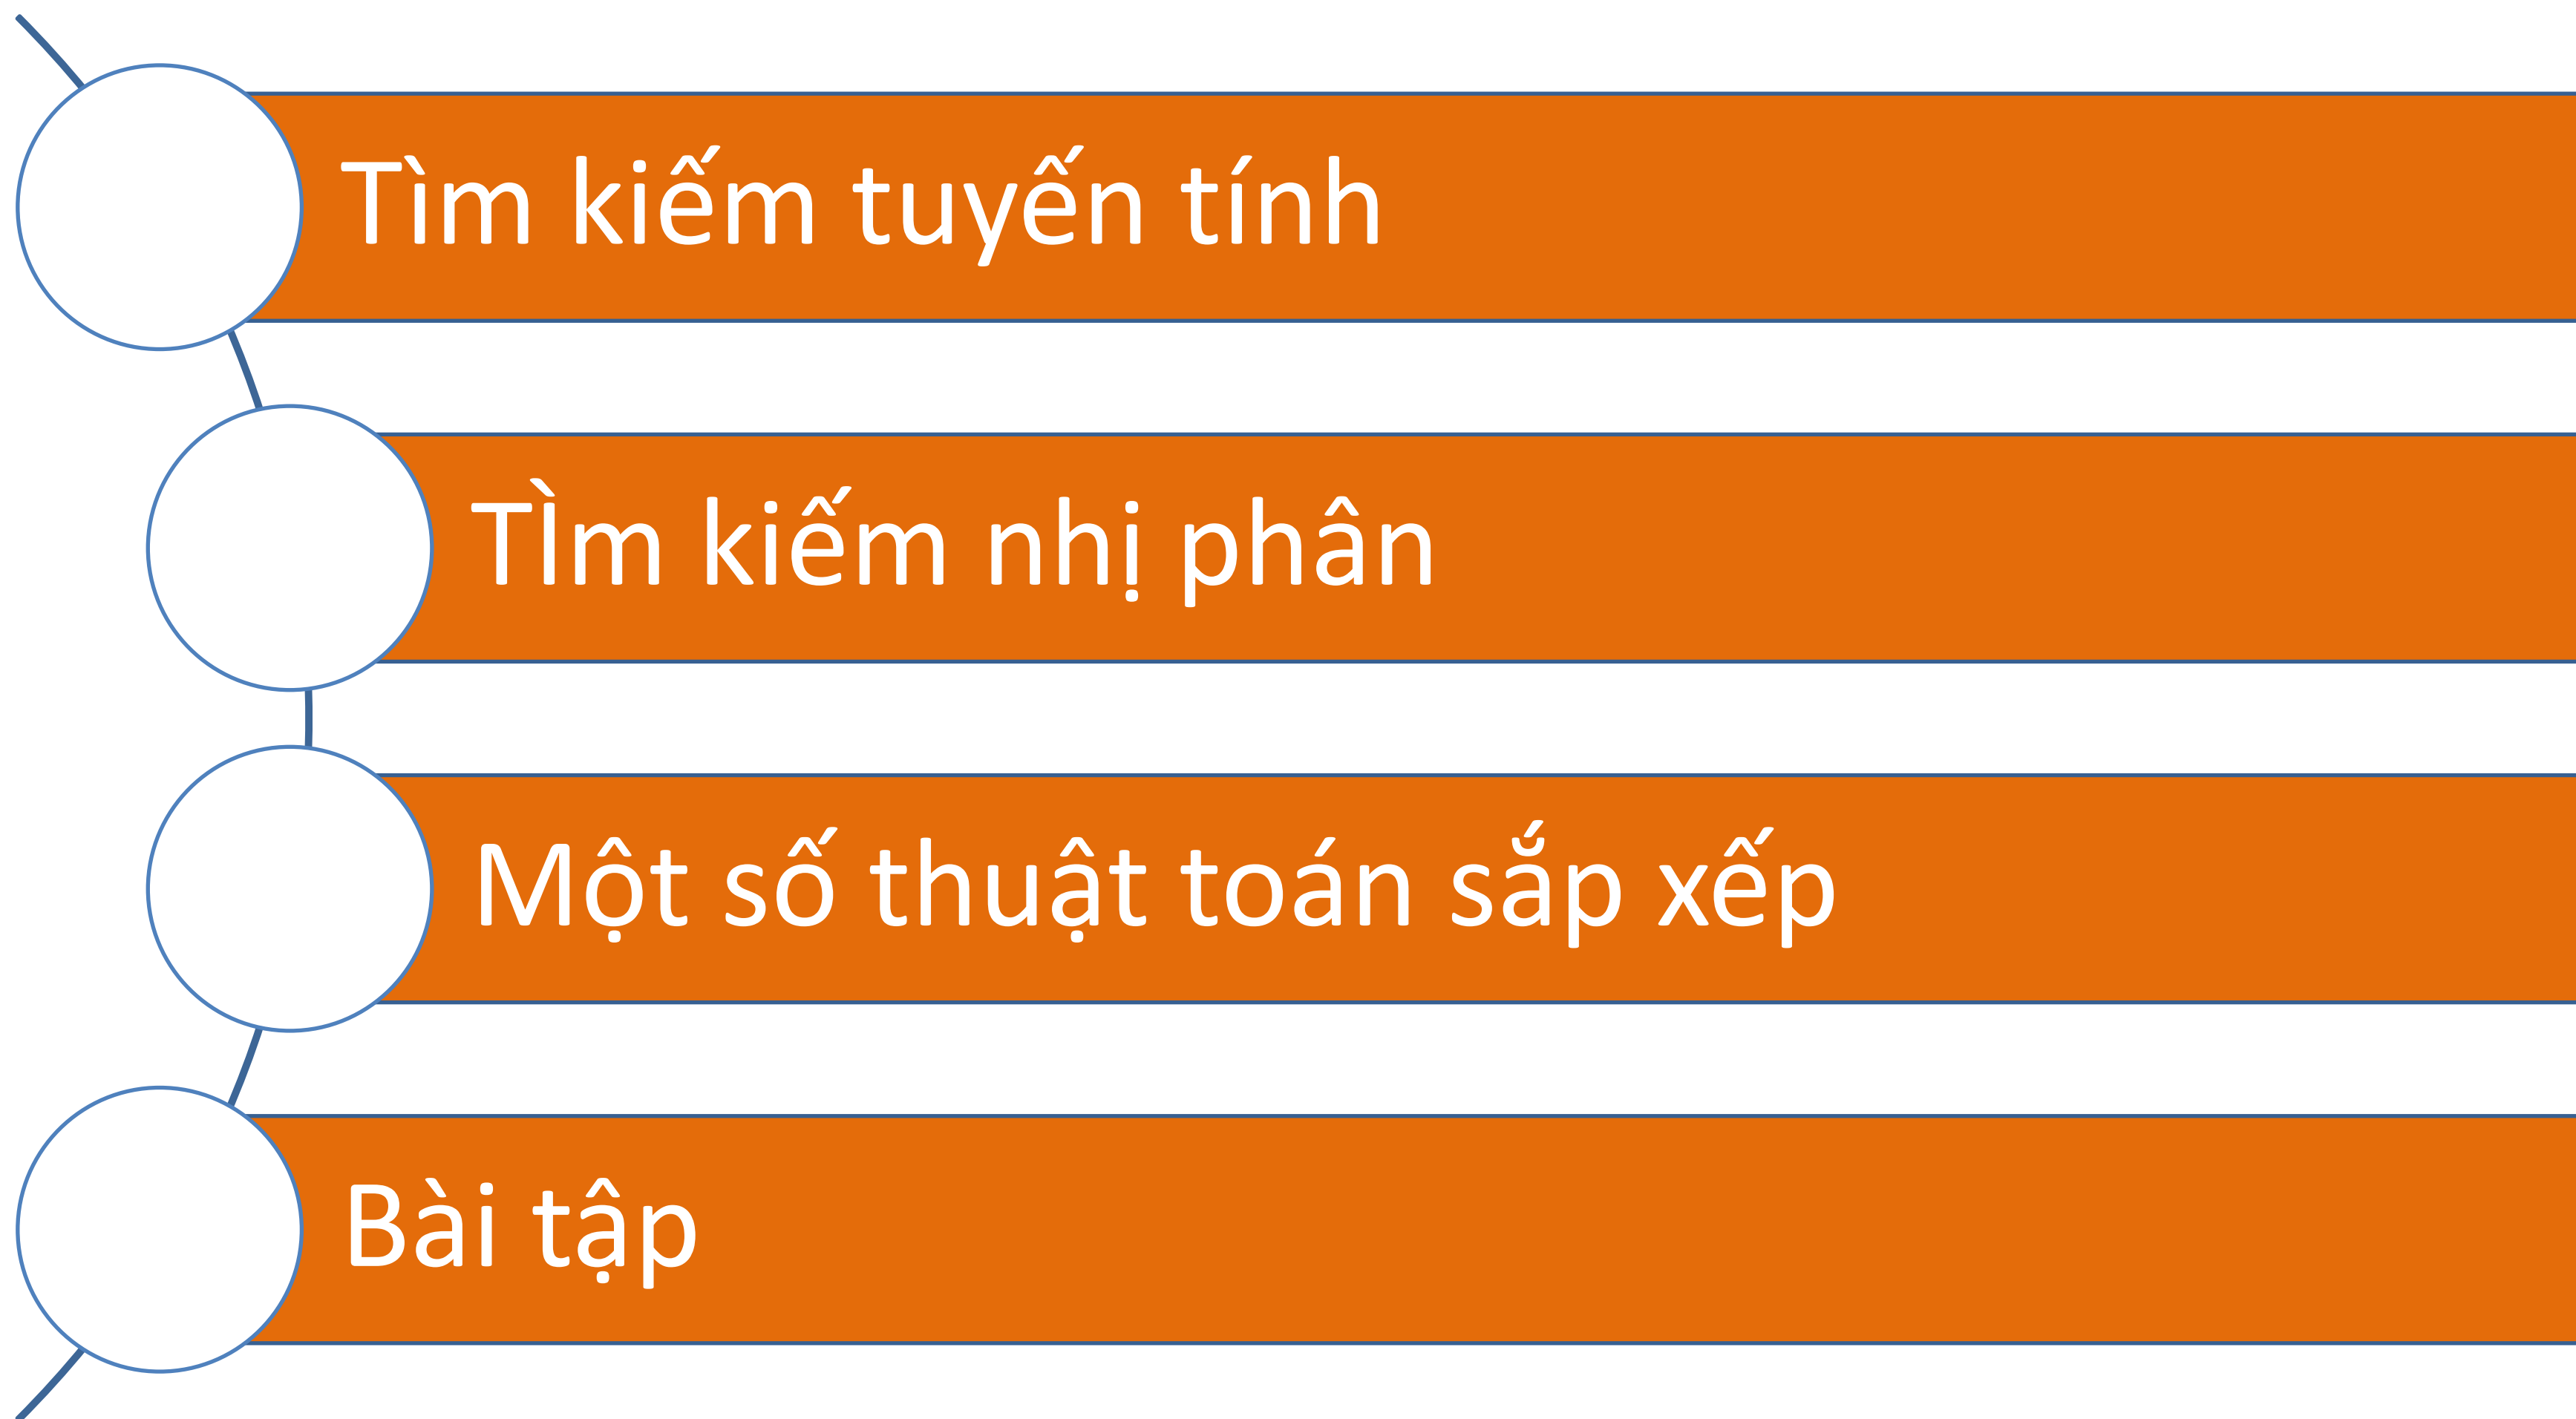 Tìm kiếm tuyến tính
TÌm kiếm nhị phân
Một số thuật toán sắp xếp
Bài tập